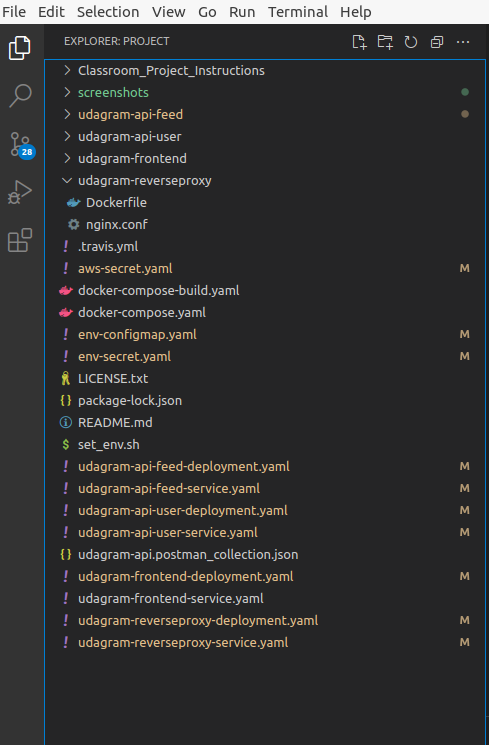 File Edit Selection View Go Run Terminal Help
EXPLORER: PROJECT
Classroom_Project_Instructions
screenshots
udagram-api-feed
udagram-api-user
28
udagram-frontend
udagram-reverseproxy
Dockerfile
nginx.conf
! .travis.yml
! aws-secret.yaml M
docker-compose-build.yaml
docker-compose.yaml
! env-configmap.yaml M
! env-secret.yaml M
LICENSE.txt
{} package-lock.json
README.md
$ set_env.sh
! udagram-api-feed-deployment.yaml M
! udagram-api-feed-service.yaml M
! udagram-api-user-deployment.yaml M
! udagram-api-user-service.yaml M
{} udagram-api.postman_collection.json
! udagram-frontend-deployment.yaml M
! udagram-frontend-service.yaml
! udagram-reverseproxy-deployment.yaml M
! udagram-reverseproxy-service.yaml M